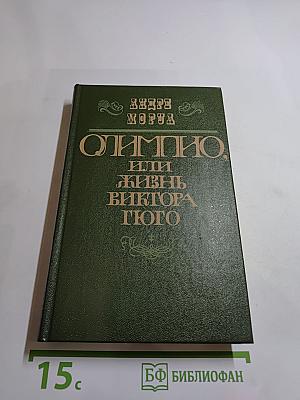 АНДРЕ
МОРУА
ОЛИМПИО,
ИЛИ
ЖИЗНЬ
ВИКТОРА
ГЮГО
15с
БФ БИБЛИОФАН